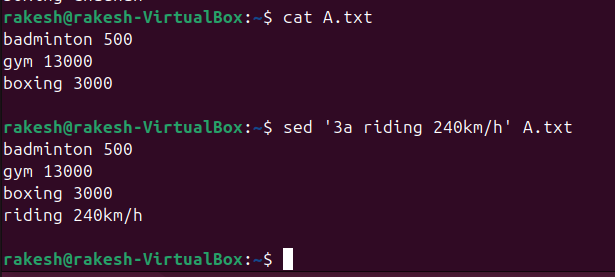 rakesh@rakesh-VirtualBox:~$ cat A.txt
badminton 500
gym 13000
boxing 3000
rakesh@rakesh-VirtualBox:~$ sed '3a riding 240km/h' A.txt
badminton 500
gym 13000
boxing 3000
riding 240km/h
rakesh@rakesh-VirtualBox:~$